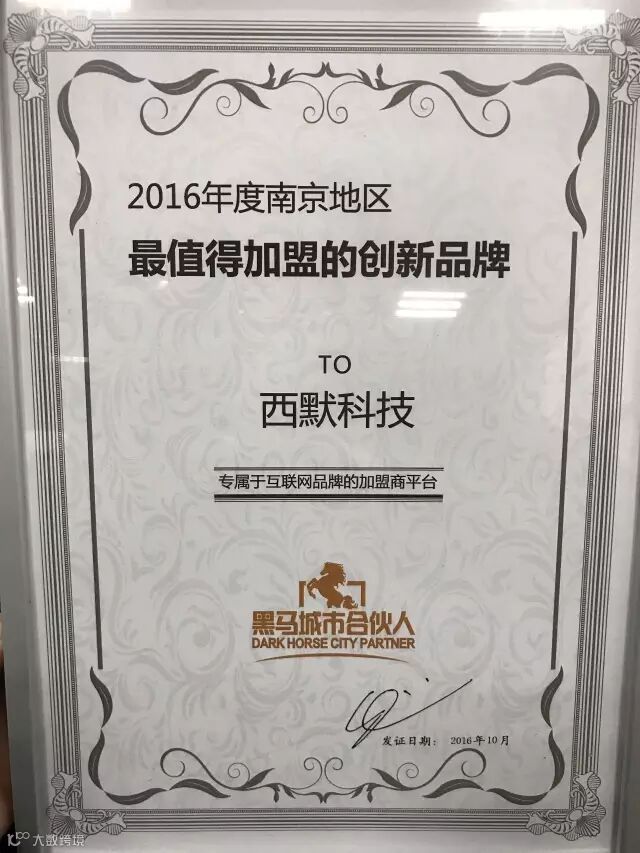 2016年度南京地区
最值得加盟的创新品牌
TO
西默科技
专属于互联网品牌的加盟商平台
黑马城市合伙人
DARK HORSE CITY PARTNER
发证日期： 2016年10月
大数跨境